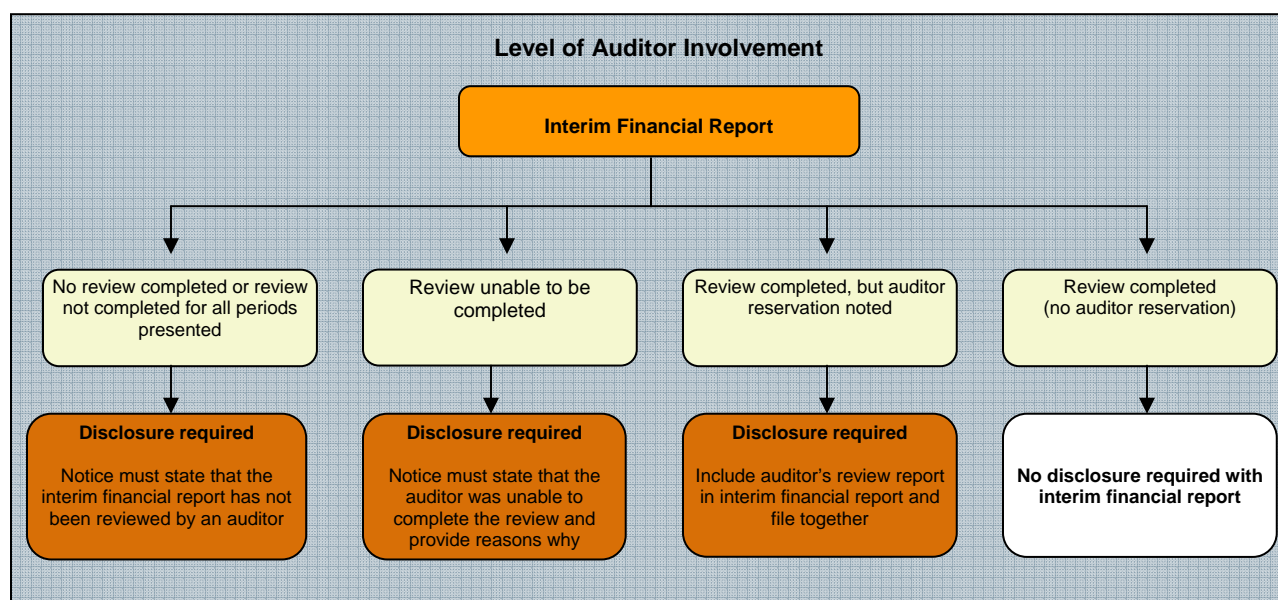 Level of Auditor Involvement
Interim Financial Report
No review completed or review
not completed for all periods
presented
Review unable to be
completed
Review completed, but auditor
reservation noted
Review completed
(no auditor reservation)
Disclosure required
Notice must state that the
interim financial report has not
been reviewed by an auditor
Disclosure required
Notice must state that the
auditor was unable to
complete the review and
provide reasons why
Disclosure required
Include auditor’s review report
in interim financial report and
file together
No disclosure required with
interim financial report